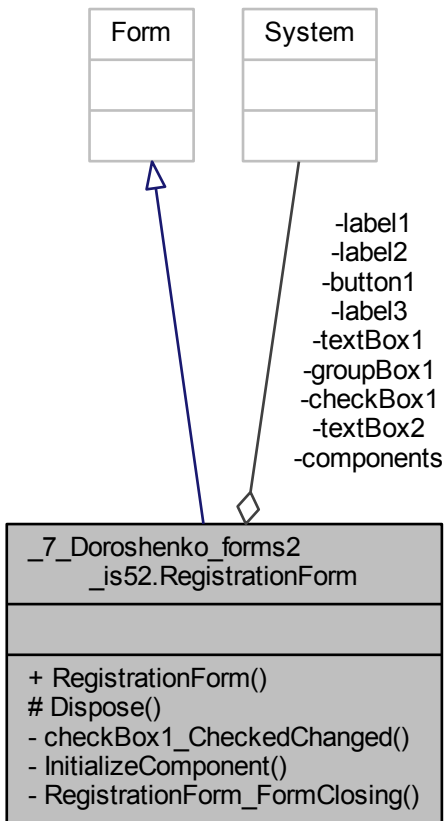 Form
System
-label1
-label2
-button1
-label3
-textBox1
-groupBox1
-checkBox1
-textBox2
-components
_7_Doroshenko_forms2
_is52.RegistrationForm
+ RegistrationForm()
# Dispose()
- checkBox1_CheckedChanged()
- InitializeComponent()
- RegistrationForm_FormClosing()